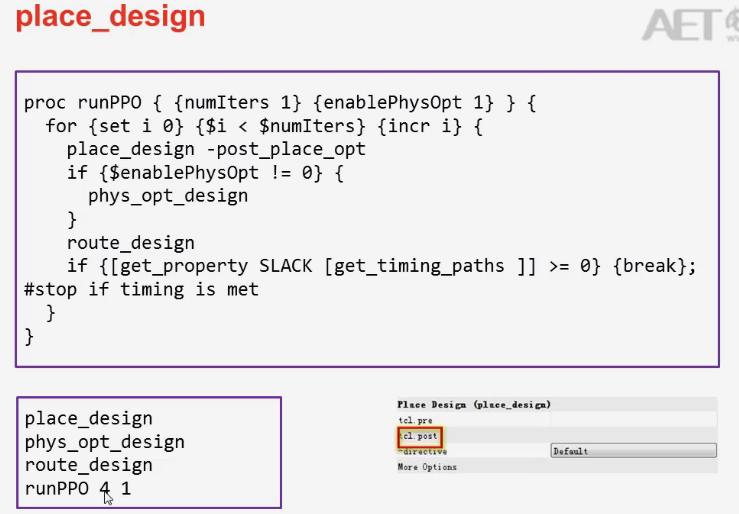 place_design
AET
proc runPPO { {numIters 1} {enablePhysOpt 1} } {
for {set i 0} {$i < $numIters} {incr i} {
place_design -post_place_opt
if {$enablePhysOpt != 0} {
phys_opt_design
}
route_design
if {[get_property SLACK [get_timing_paths ]] >= 0} {break};
#stop if timing is met
}
}
place_design
phys_opt_design
route_design
runPPO 4 1
Place Design (place_design)
tcl.pre
tcl.post
-directive Default
More Options